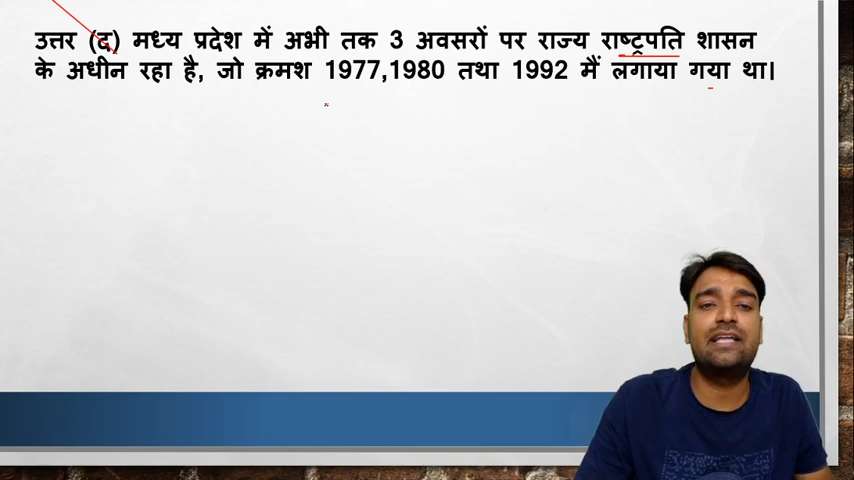 उत्तर (द) मध्य प्रदेश में अभी तक 3 अवसरों पर राज्य राष्ट्रपति शासन
के अधीन रहा है, जो क्रमश 1977,1980 तथा 1992 मैं लगाया गया था।